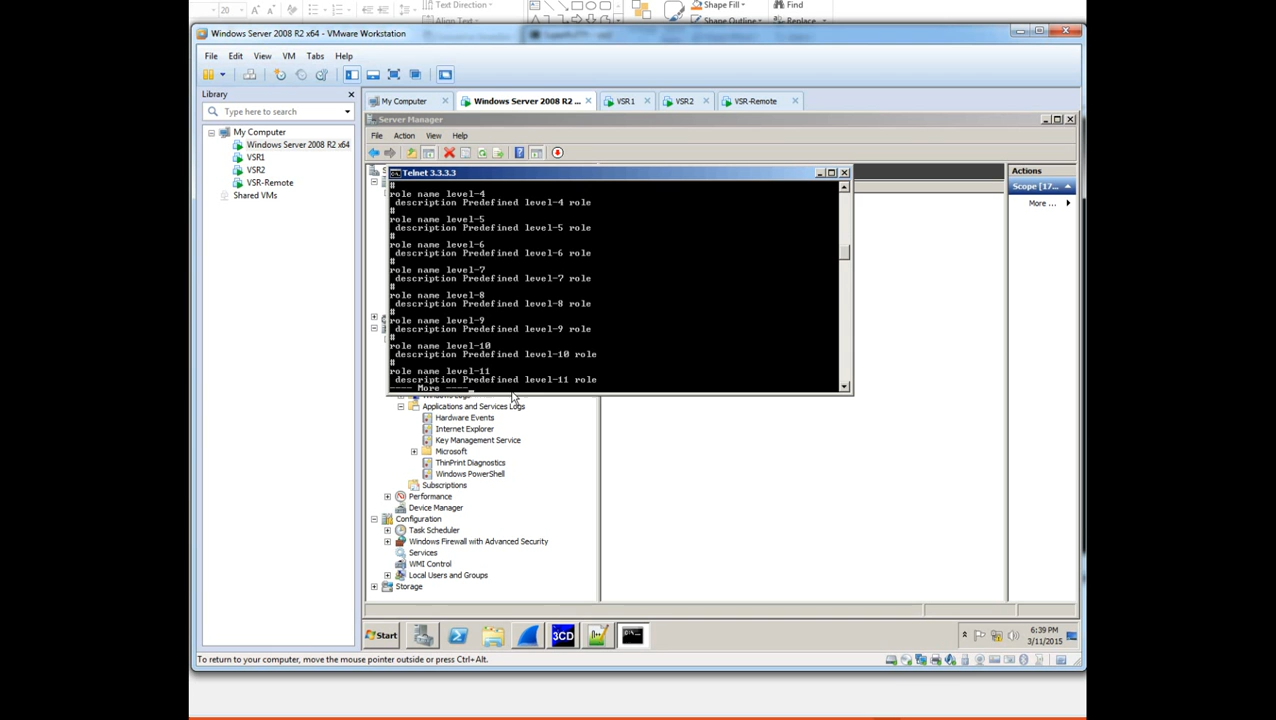 20
Text Direction
Shape Fill
Find
Align Text
Shape Outline
Replace
Windows Server 2008 R2 x64 - VMware Workstation
File Edit View VM Tabs Help
Library
Type here to search
My Computer
Windows Server 2008 R2 x64
VSR1
VSR2
VSR-Remote
Shared VMs
My Computer
Windows Server 2008 R2 ...
VSR1
VSR2
VSR-Remote
Server Manager
File Action View Help
Telnet 3.3.3.3
#
role name level-4
description Predefined level-4 role
#
role name level-5
description Predefined level-5 role
#
role name level-6
description Predefined level-6 role
#
role name level-7
description Predefined level-7 role
#
role name level-8
description Predefined level-8 role
#
role name level-9
description Predefined level-9 role
#
role name level-10
description Predefined level-10 role
#
role name level-11
description Predefined level-11 role
---- More ----
Actions
Scope [17...
More ...
Applications and Services Logs
Hardware Events
Internet Explorer
Key Management Service
Microsoft
ThinPrint Diagnostics
Windows PowerShell
Subscriptions
Performance
Device Manager
Configuration
Task Scheduler
Windows Firewall with Advanced Security
Services
WMI Control
Local Users and Groups
Storage
Start
3CD
6:39 PM
3/11/2015
To return to your computer, move the mouse pointer outside or press Ctrl+Alt.